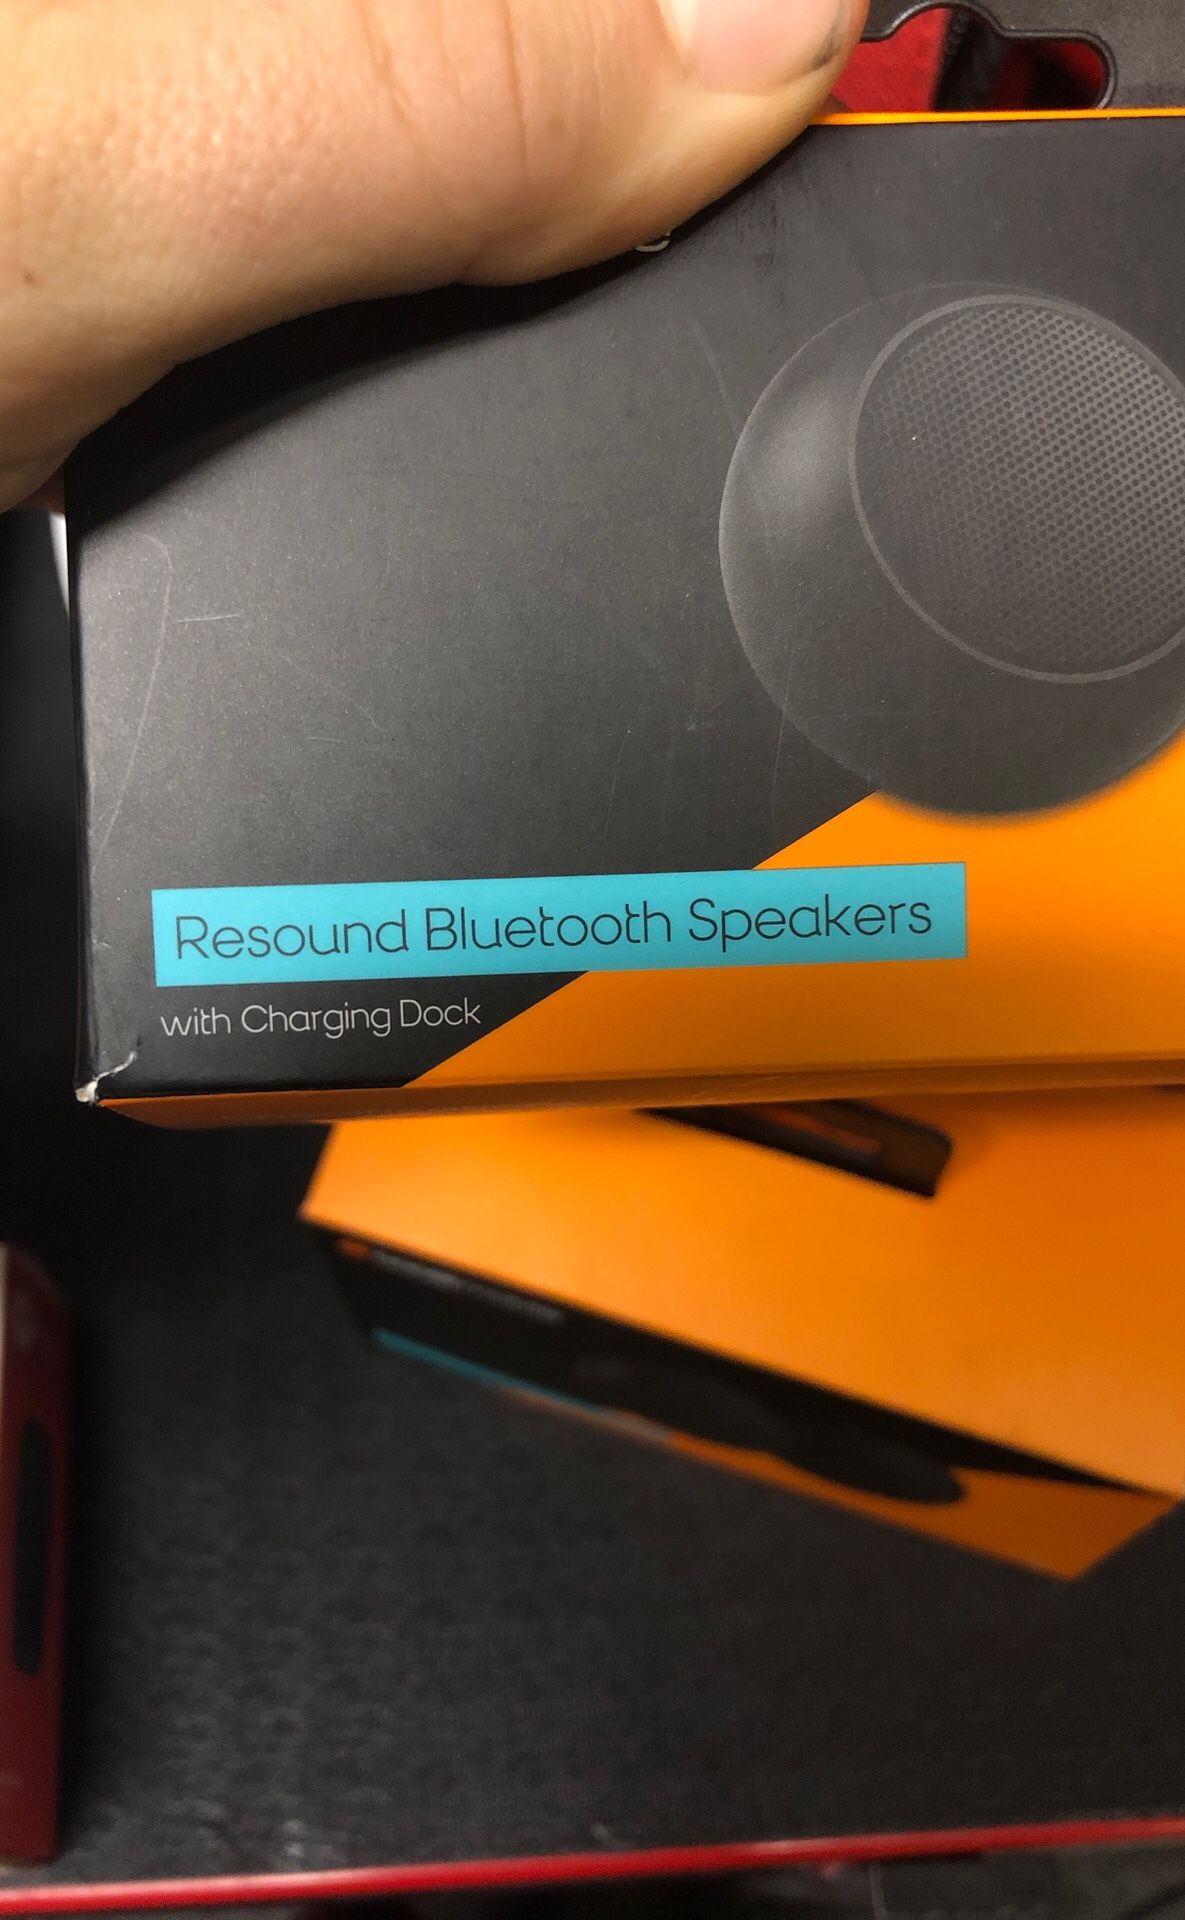 Resound Bluetooth Speakers
with Charging Dock